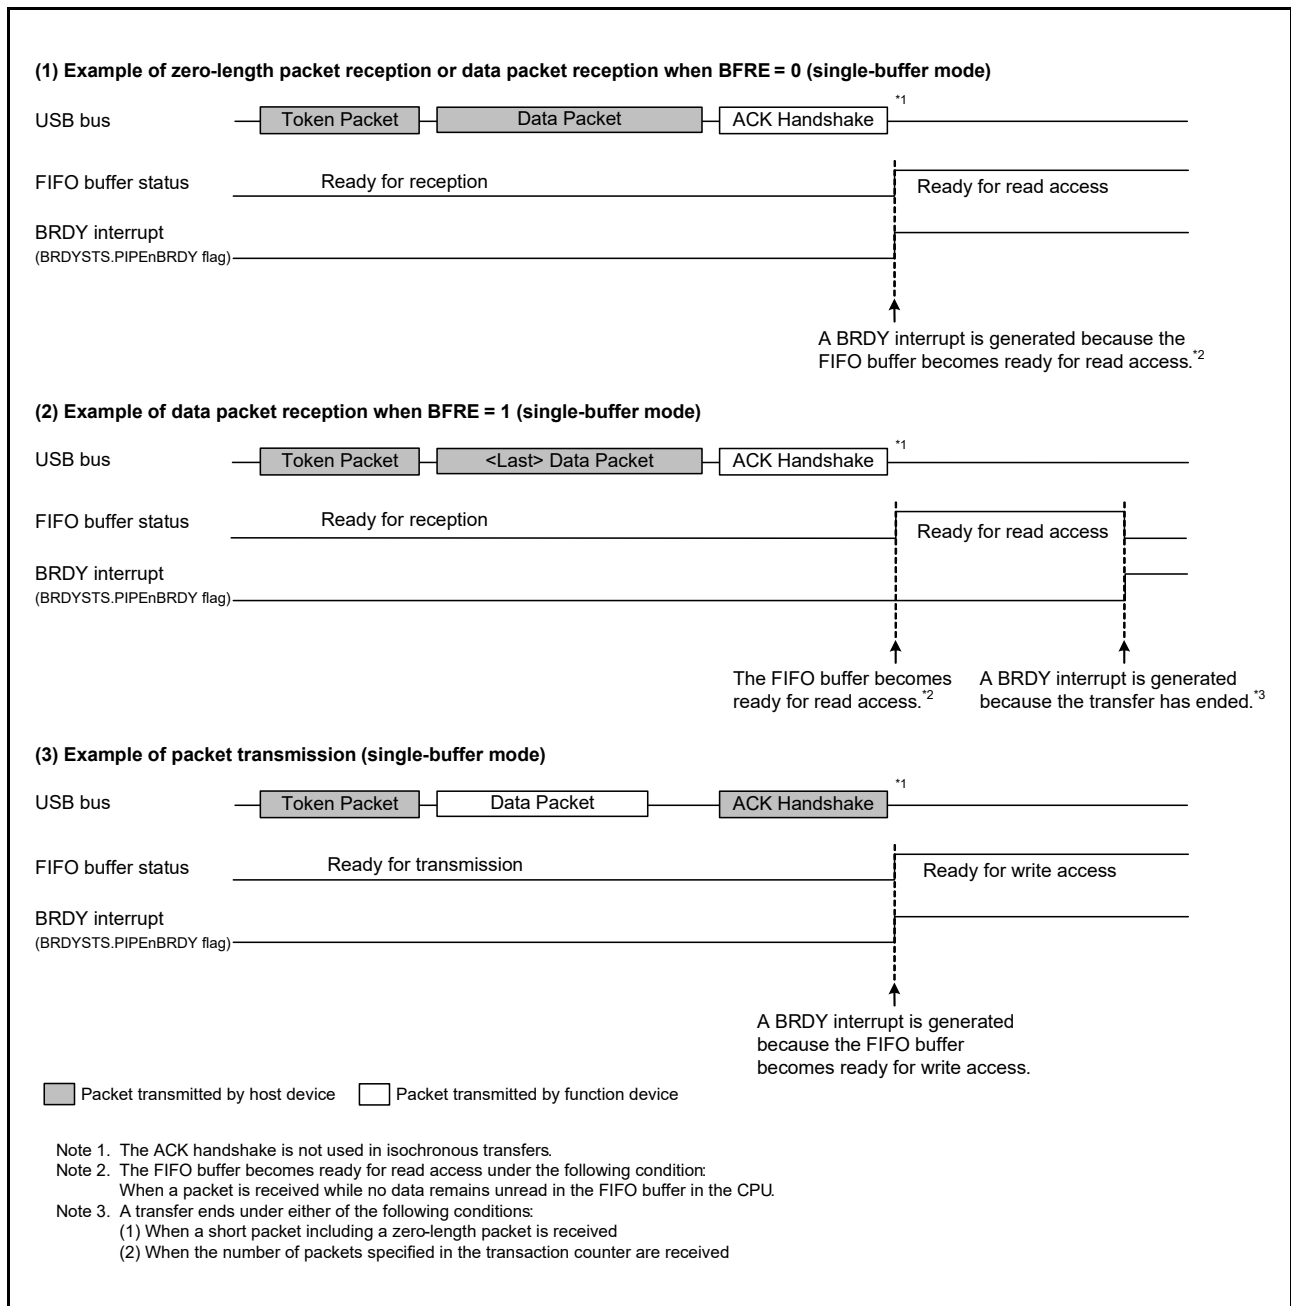 (1) Example of zero-length packet reception or data packet reception when BFRE = 0 (single-buffer mode)
USB bus
Token Packet
Data Packet
ACK Handshake
*1
FIFO buffer status
Ready for reception
Ready for read access
BRDY interrupt
(BRDYSTS.PIPEnBRDY flag)
A BRDY interrupt is generated because the
FIFO buffer becomes ready for read access.*2
(2) Example of data packet reception when BFRE = 1 (single-buffer mode)
USB bus
Token Packet
<Last> Data Packet
ACK Handshake
*1
FIFO buffer status
Ready for reception
Ready for read access
BRDY interrupt
(BRDYSTS.PIPEnBRDY flag)
The FIFO buffer becomes
ready for read access.*2
A BRDY interrupt is generated
because the transfer has ended.*3
(3) Example of packet transmission (single-buffer mode)
USB bus
Token Packet
Data Packet
ACK Handshake
*1
FIFO buffer status
Ready for transmission
Ready for write access
BRDY interrupt
(BRDYSTS.PIPEnBRDY flag)
A BRDY interrupt is generated
because the FIFO buffer
becomes ready for write access.
Packet transmitted by host device
Packet transmitted by function device
Note 1. The ACK handshake is not used in isochronous transfers.
Note 2. The FIFO buffer becomes ready for read access under the following condition:
When a packet is received while no data remains unread in the FIFO buffer in the CPU.
Note 3. A transfer ends under either of the following conditions:
(1) When a short packet including a zero-length packet is received
(2) When the number of packets specified in the transaction counter are received